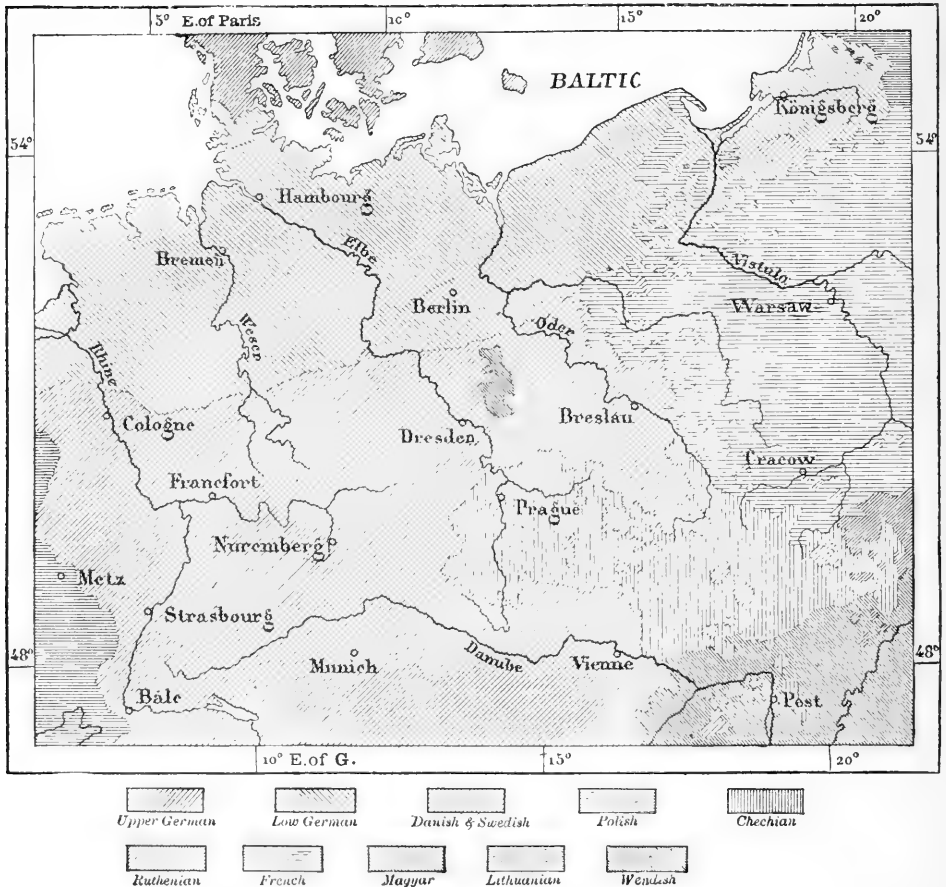 5° E.of Paris 10° 15° 20°
BALTIC
Königsberg
54° 54°
Hambourg
Elbe
Bremen
Vistula
Berlin
Warsaw
Oder
Weser
Rhine
Cologne
Breslau
Dresden
Cracow
Francfort
Prague
Nuremberg
Metz
Strasbourg
48° Munich Danube Vienne 48°
Bâle
Pest
10° E.of G. 15° 20°
Upper German Low German Danish & Swedish Polish Chechian
Ruthenian French Magyar Lithuanian Wendish